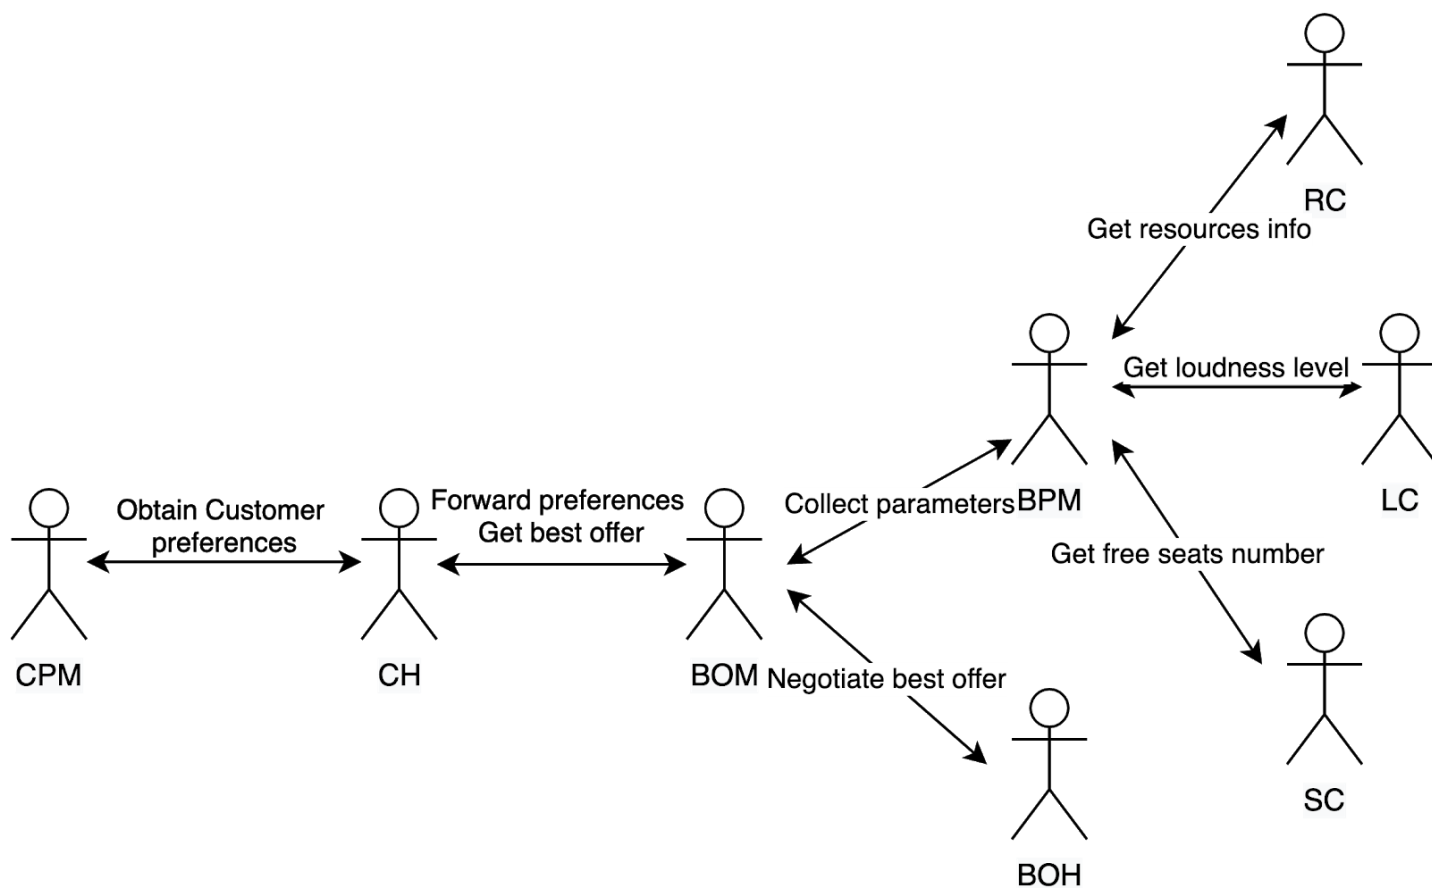 RC
Get resources info
Get loudness level
Collect parameters
BPM
LC
Get free seats number
Obtain Customer
preferences
Forward preferences
Get best offer
CPM
CH
BOM
Negotiate best offer
SC
BOH